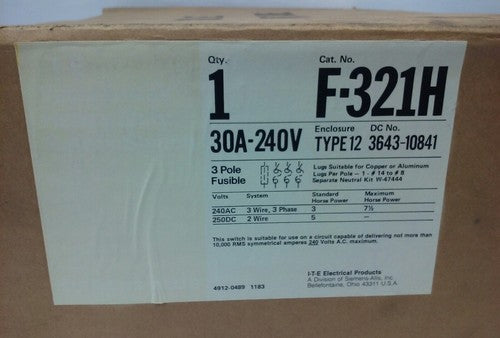 Qty. Cat. No.
1 F-321H
30A-240V Enclosure TYPE 12 DC No. 3643-10841
3 Pole
Fusible
Lugs Suitable for Copper or Aluminum
Lugs Per Pole - 1 - # 14 to # 8
Separate Neutral Kit W-47444
Volts System Standard Horse Power Maximum Horse Power
240AC 3 Wire, 3 Phase 3 7½
250DC 2 Wire 5 —
This switch is suitable for use on a circuit capable of delivering not more than
10,000 RMS symmetrical amperes 240 Volts A.C. maximum.
I-T-E Electrical Products
A Division of Siemens-Allis, Inc.
Bellefontaine, Ohio 43311 U.S.A.
4912-0489 1183